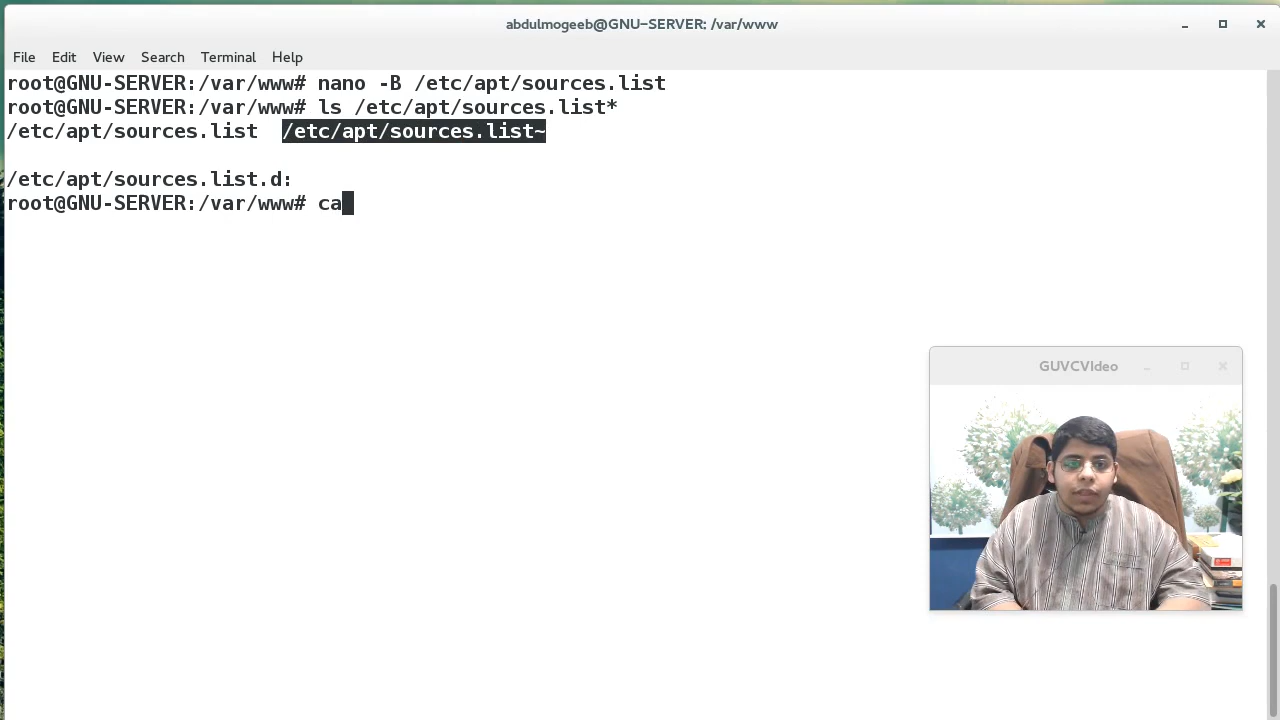 abdulmogeeb@GNU-SERVER: /var/www
File Edit View Search Terminal Help
root@GNU-SERVER:/var/www# nano -B /etc/apt/sources.list
root@GNU-SERVER:/var/www# ls /etc/apt/sources.list*
/etc/apt/sources.list  /etc/apt/sources.list~
/etc/apt/sources.list.d:
root@GNU-SERVER:/var/www# ca
GUVCVIdeo